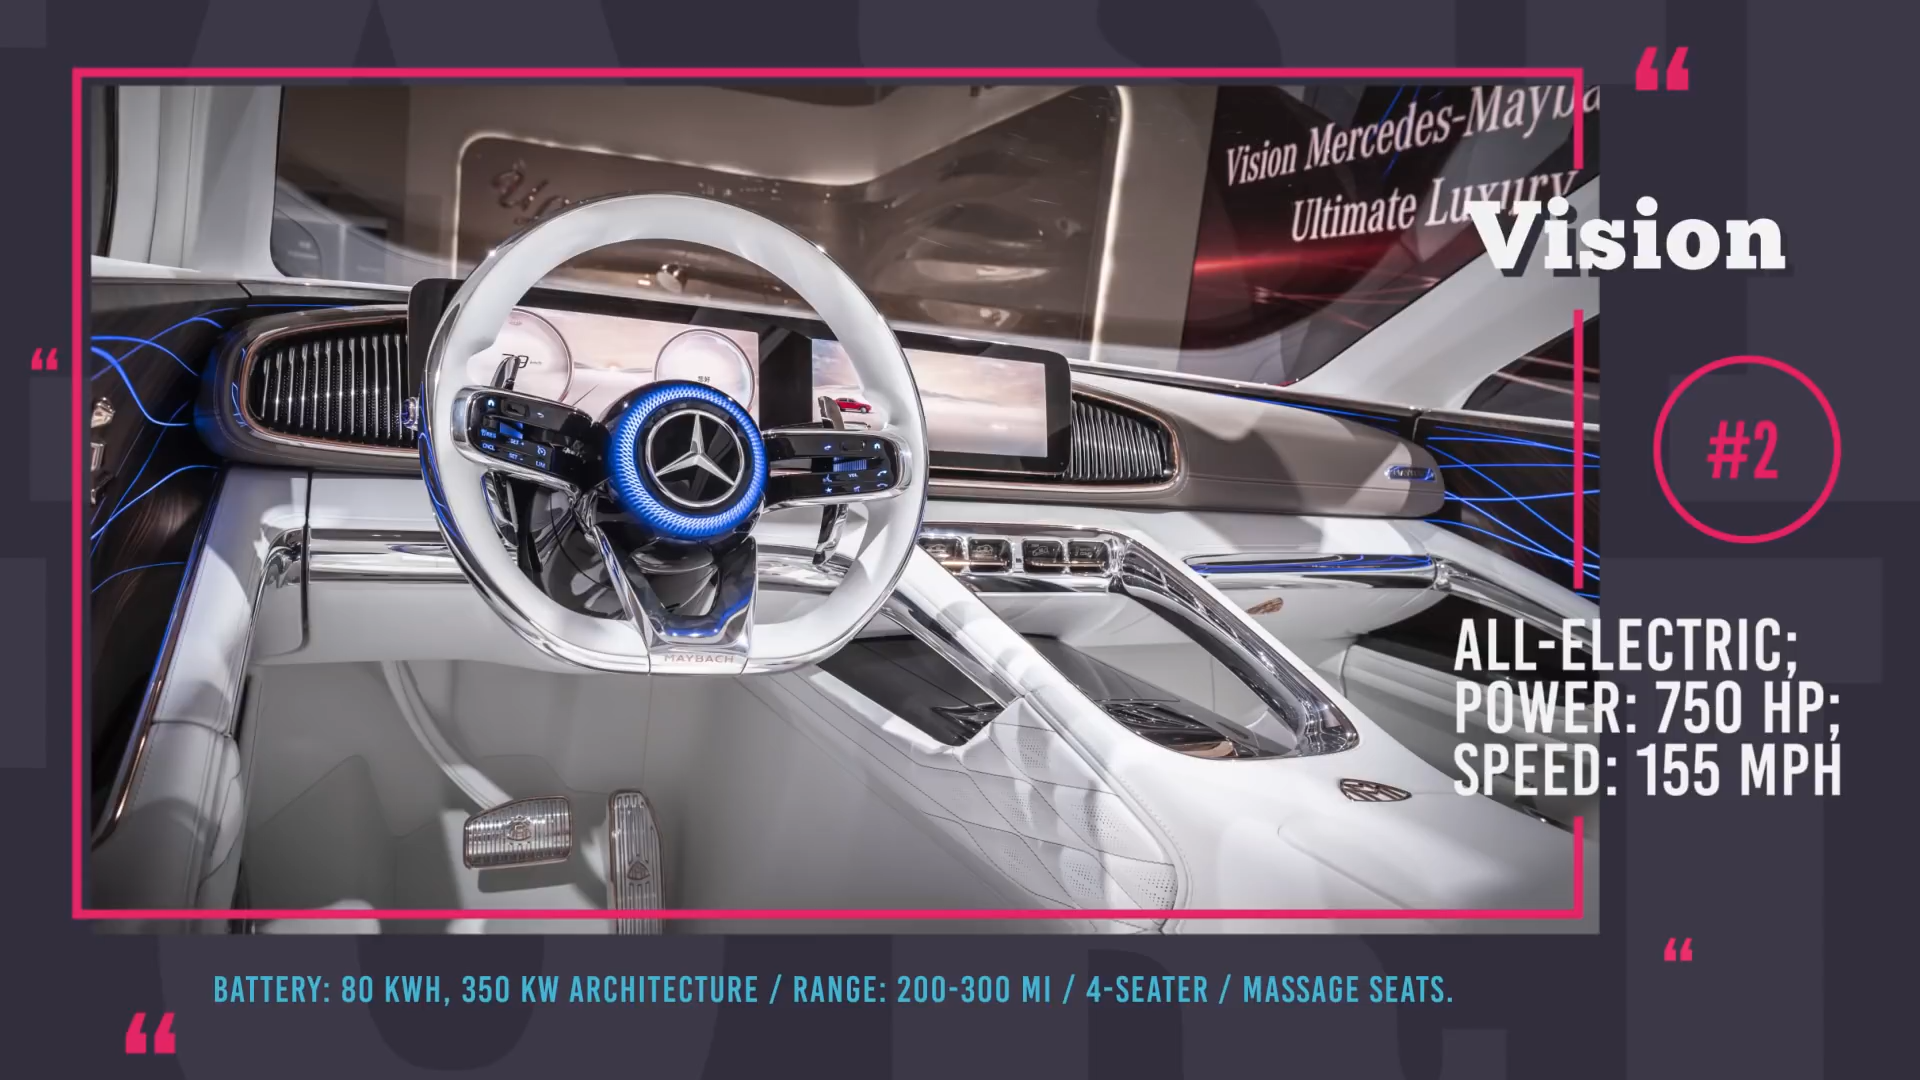 Vision Mercedes-Mayba
Ultimate Luxury
Vision
#2
ALL-ELECTRIC;
POWER: 750 HP;
SPEED: 155 MPH
79
MAYBACH
BATTERY: 80 KWH, 350 KW ARCHITECTURE / RANGE: 200-300 MI / 4-SEATER / MASSAGE SEATS.